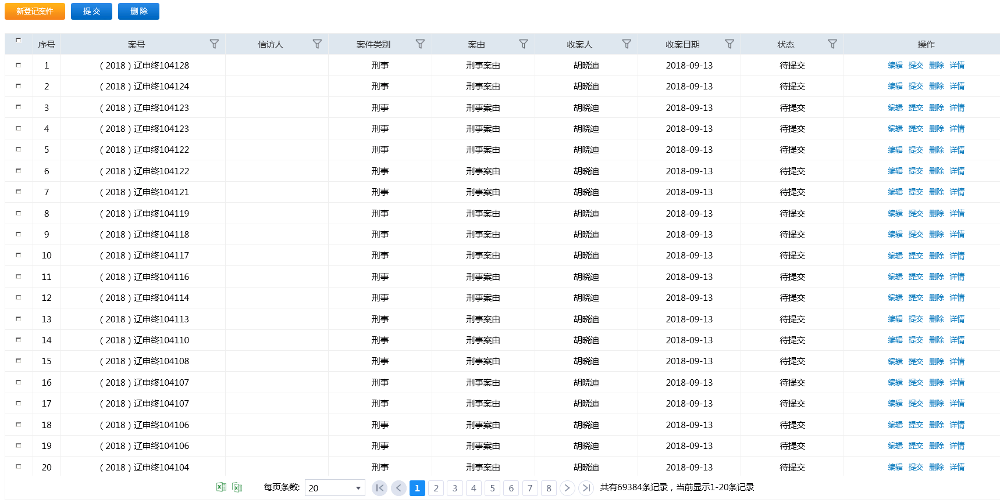 新登记案件 提 交 删 除
序号 案号 信访人 案件类别 案由 收案人 收案日期 状态 操作
1 ( 2018 ) 辽申终104128 刑事 刑事案由 胡晓迪 2018-09-13 待提交 编辑 提交 删除 详情
2 ( 2018 ) 辽申终104124 刑事 刑事案由 胡晓迪 2018-09-13 待提交 编辑 提交 删除 详情
3 ( 2018 ) 辽申终104123 刑事 刑事案由 胡晓迪 2018-09-13 待提交 编辑 提交 删除 详情
4 ( 2018 ) 辽申终104123 刑事 刑事案由 胡晓迪 2018-09-13 待提交 编辑 提交 删除 详情
5 ( 2018 ) 辽申终104122 刑事 刑事案由 胡晓迪 2018-09-13 待提交 编辑 提交 删除 详情
6 ( 2018 ) 辽申终104122 刑事 刑事案由 胡晓迪 2018-09-13 待提交 编辑 提交 删除 详情
7 ( 2018 ) 辽申终104121 刑事 刑事案由 胡晓迪 2018-09-13 待提交 编辑 提交 删除 详情
8 ( 2018 ) 辽申终104119 刑事 刑事案由 胡晓迪 2018-09-13 待提交 编辑 提交 删除 详情
9 ( 2018 ) 辽申终104118 刑事 刑事案由 胡晓迪 2018-09-13 待提交 编辑 提交 删除 详情
10 ( 2018 ) 辽申终104117 刑事 刑事案由 胡晓迪 2018-09-13 待提交 编辑 提交 删除 详情
11 ( 2018 ) 辽申终104116 刑事 刑事案由 胡晓迪 2018-09-13 待提交 编辑 提交 删除 详情
12 ( 2018 ) 辽申终104114 刑事 刑事案由 胡晓迪 2018-09-13 待提交 编辑 提交 删除 详情
13 ( 2018 ) 辽申终104113 刑事 刑事案由 胡晓迪 2018-09-13 待提交 编辑 提交 删除 详情
14 ( 2018 ) 辽申终104110 刑事 刑事案由 胡晓迪 2018-09-13 待提交 编辑 提交 删除 详情
15 ( 2018 ) 辽申终104108 刑事 刑事案由 胡晓迪 2018-09-13 待提交 编辑 提交 删除 详情
16 ( 2018 ) 辽申终104107 刑事 刑事案由 胡晓迪 2018-09-13 待提交 编辑 提交 删除 详情
17 ( 2018 ) 辽申终104107 刑事 刑事案由 胡晓迪 2018-09-13 待提交 编辑 提交 删除 详情
18 ( 2018 ) 辽申终104106 刑事 刑事案由 胡晓迪 2018-09-13 待提交 编辑 提交 删除 详情
19 ( 2018 ) 辽申终104106 刑事 刑事案由 胡晓迪 2018-09-13 待提交 编辑 提交 删除 详情
20 ( 2018 ) 辽申终104104 刑事 刑事案由 胡晓迪 2018-09-13 待提交 编辑 提交 删除 详情
每页条数: 20 1 2 3 4 5 6 7 8 共有69384条记录，当前显示1-20条记录